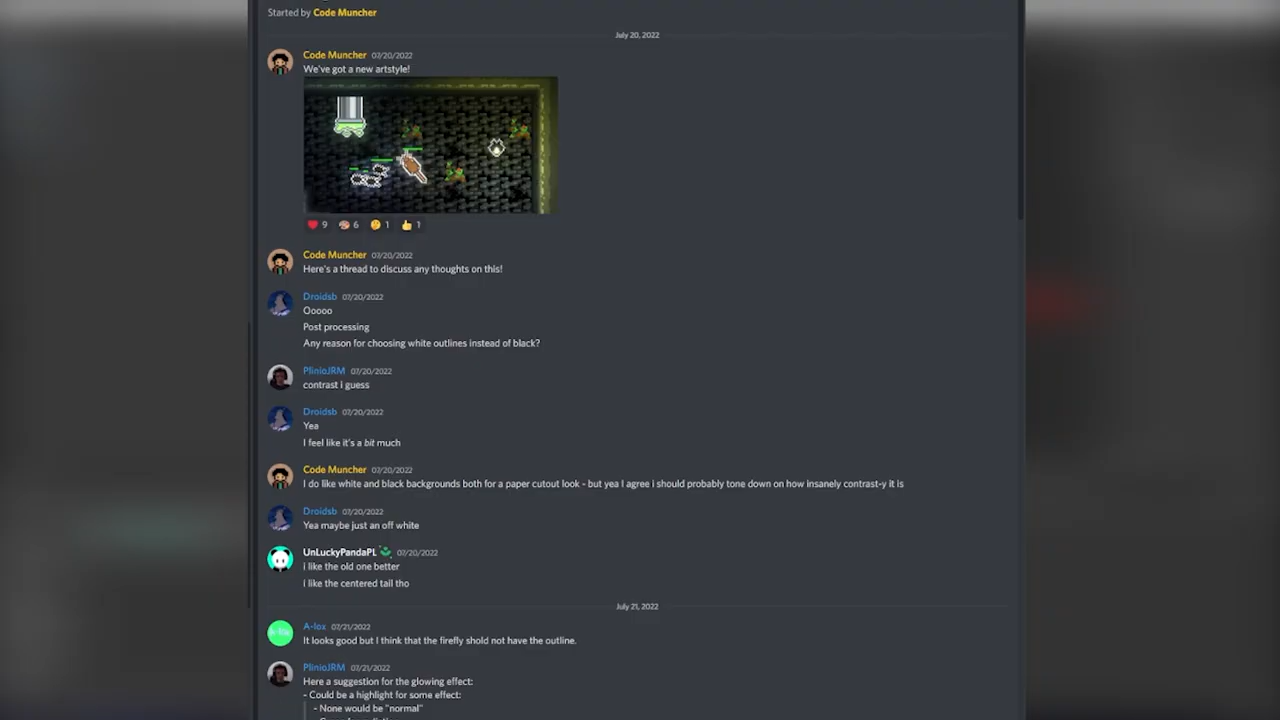 Started by Code Muncher
July 20, 2022
Code Muncher 07/20/2022
We've got a new artstyle!
9 6 1 1
Code Muncher 07/20/2022
Here's a thread to discuss any thoughts on this!
Droidsb 07/20/2022
Ooooo
Post processing
Any reason for choosing white outlines instead of black?
PlinioJRM 07/20/2022
contrast i guess
Droidsb 07/20/2022
Yea
I feel like it's a bit much
Code Muncher 07/20/2022
I do like white and black backgrounds both for a paper cutout look - but yea I agree i should probably tone down on how insanely contrast-y it is
Droidsb 07/20/2022
Yea maybe just an off white
UnLuckyPandaPL 07/20/2022
i like the old one better
i like the centered tail tho
July 21, 2022
A-lox 07/21/2022
It looks good but I think that the firefly shold not have the outline.
PlinioJRM 07/21/2022
Here a suggestion for the glowing effect:
- Could be a highlight for some effect:
- None would be "normal"